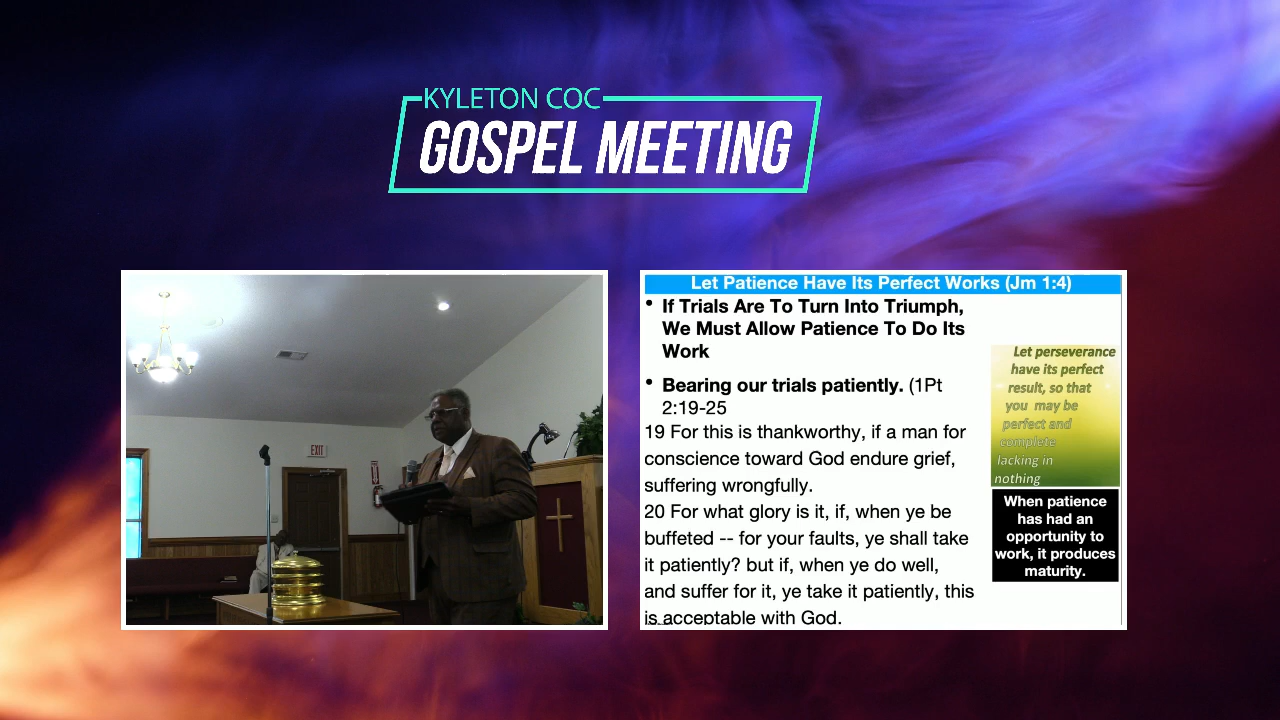 KYLETON COC
GOSPEL MEETING
EXIT
Let Patience Have Its Perfect Works (Jm 1:4)
• If Trials Are To Turn Into Triumph,
We Must Allow Patience To Do Its
Work
• Bearing our trials patiently. (1Pt
2:19-25
19 For this is thankworthy, if a man for
conscience toward God endure grief,
suffering wrongfully.
20 For what glory is it, if, when ye be
buffeted -- for your faults, ye shall take
it patiently? but if, when ye do well,
and suffer for it, ye take it patiently, this
is acceptable with God.
Let perseverance
have its perfect
result, so that
you may be
perfect and
complete
lacking in
nothing
When patience
has had an
opportunity to
work, it produces
maturity.